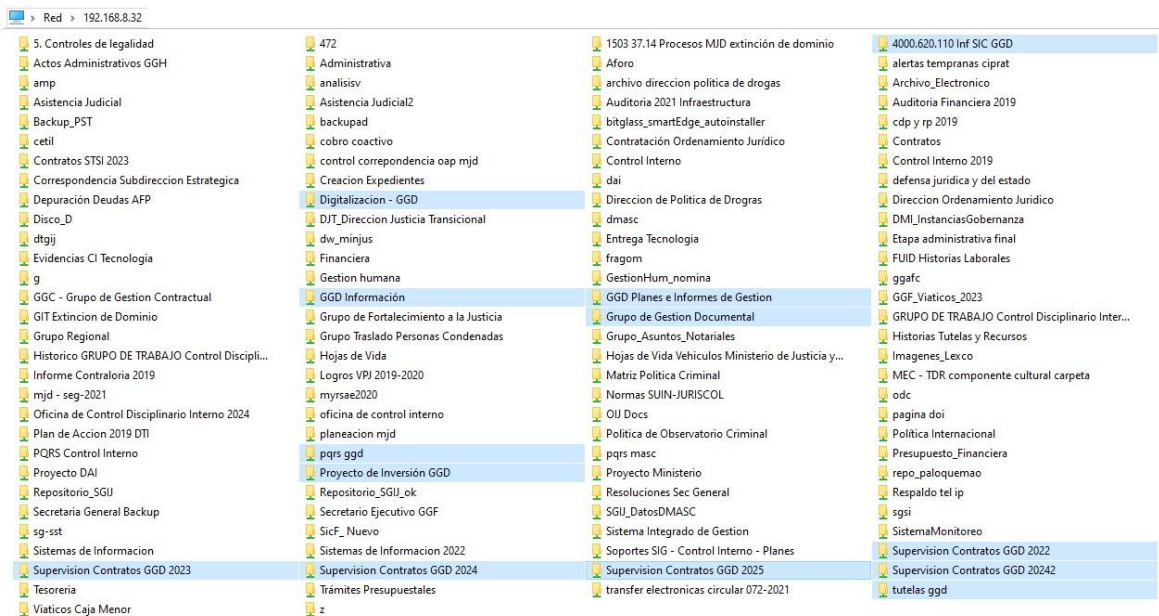 Red > 192.168.8.32
5. Controles de legalidad
472
1503 37.14 Procesos MJD extinción de dominio
4000.620.110 Inf SIC GGD
Actos Administrativos GGH
Administrativa
Aforo
alertas tempranas ciprat
amp
analisisv
archivo direccion politica de drogas
Archivo_Electronico
Asistencia Judicial
Asistencia Judicial2
Auditoria 2021 Infraestructura
Auditoria Financiera 2019
Backup_PST
backupad
bitglass_smartEdge_autoinstaller
cdp y rp 2019
cetil
cobro coactivo
Contratación Ordenamiento Jurídico
Contratos
Contratos STSI 2023
control correpondencia oap mjd
Control Interno
Control Interno 2019
Correspondencia Subdireccion Estrategica
Creacion Expedientes
dai
defensa juridica y del estado
Depuración Deudas AFP
Digitalizacion - GGD
Direccion de Politica de Drogras
Direccion Ordenamiento Juridico
Disco_D
DJT_Direccion Justicia Transicional
dmasc
DMI_InstanciasGobernanza
dtgij
dw_minjus
Entrega Tecnologia
Etapa administrativa final
Evidencias CI Tecnologia
Financiera
fragom
FUID Historias Laborales
g
Gestion humana
GestionHum_nomina
ggafc
GGC - Grupo de Gestion Contractual
GGD Información
GGD Planes e Informes de Gestion
GGF_Viaticos_2023
GIT Extincion de Dominio
Grupo de Fortalecimiento a la Justicia
Grupo de Gestion Documental
GRUPO DE TRABAJO Control Disciplinario Inter...
Grupo Regional
Grupo Traslado Personas Condenadas
Grupo_Asuntos_Notariales
Historias Tutelas y Recursos
Historico GRUPO DE TRABAJO Control Discipli...
Hojas de Vida
Hojas de Vida Vehiculos Ministerio de Justicia y...
Imagenes_Lexco
Informe Contraloria 2019
Logros VPJ 2019-2020
Matriz Politica Criminal
MEC - TDR componente cultural carpeta
mjd - seg-2021
myrsae2020
Normas SUIN-JURISCOL
odc
Oficina de Control Disciplinario Interno 2024
oficina de control interno
OIJ Docs
pagina doi
Plan de Accion 2019 DTI
planeacion mjd
Politica de Observatorio Criminal
Política Internacional
PQRS Control Interno
pqrs ggd
pqrs masc
Presupuesto_Financiera
Proyecto DAI
Proyecto de Inversión GGD
Proyecto Ministerio
repo_paloquemao
Repositorio_SGIJ
Repositorio_SGIJ_ok
Resoluciones Sec General
Respaldo tel ip
Secretaria General Backup
Secretario Ejecutivo GGF
SGIJ_DatosDMASC
sgsi
sg-sst
SicF_ Nuevo
Sistema Integrado de Gestion
SistemaMonitoreo
Sistemas de Informacion
Sistemas de Informacion 2022
Soportes SIG - Control Interno - Planes
Supervision Contratos GGD 2022
Supervision Contratos GGD 2023
Supervision Contratos GGD 2024
Supervision Contratos GGD 2025
Supervision Contratos GGD 20242
Tesoreria
Trámites Presupuestales
transfer electronicas circular 072-2021
tutelas ggd
Viaticos Caja Menor
z